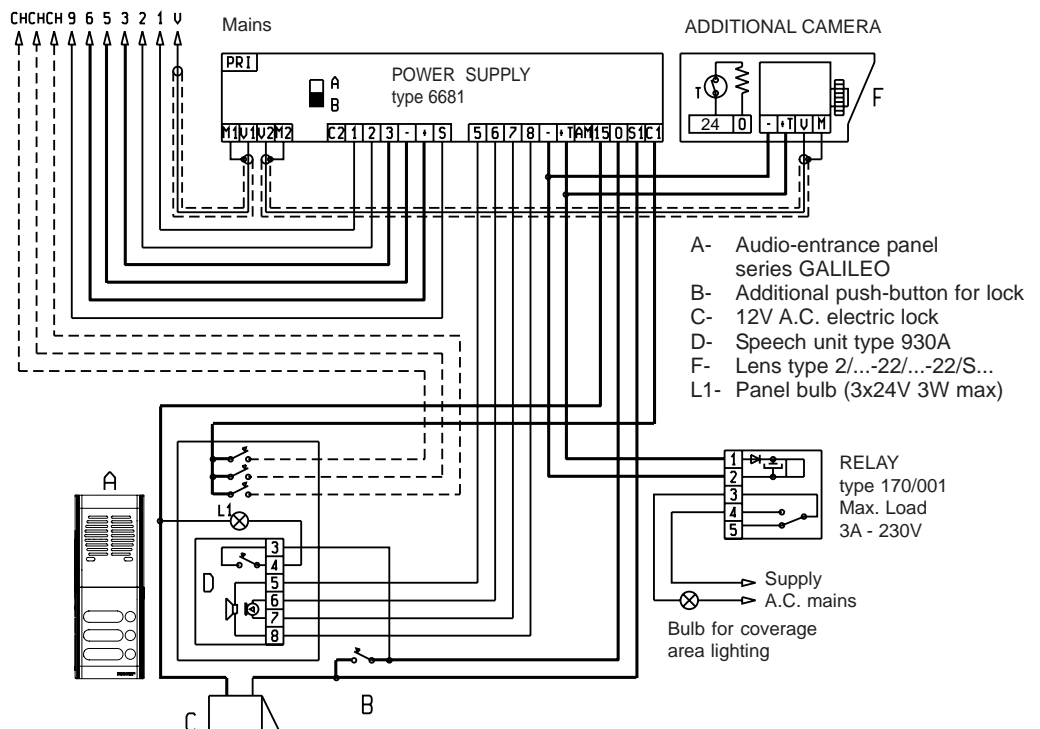 CHCHCH 9 6 5 3 2 1 V
Mains
ADDITIONAL CAMERA
PRI
A
B
POWER SUPPLY
type 6681
M1 V1 V2 M2 C2 1 2 3 - + S 5 6 7 8 - +T AM 15 0 S1 C1
T
24 0 - +T V M
F
A- Audio-entrance panel
series GALILEO
B- Additional push-button for lock
C- 12V A.C. electric lock
D- Speech unit type 930A
F- Lens type 2/...-22/...-22/S...
L1- Panel bulb (3x24V 3W max)
A
L1
D
3
4
5
6
7
8
1
2
3
4
5
RELAY
type 170/001
Max. Load
3A - 230V
Supply
A.C. mains
Bulb for coverage
area lighting
B
C